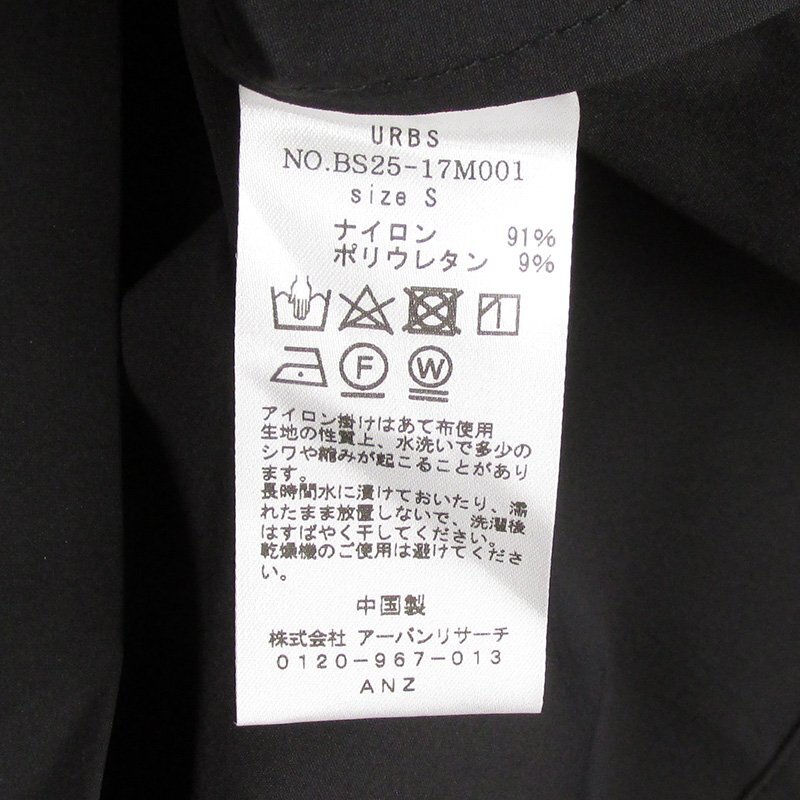 URBS
NO.BS25-17M001
size S
ナイロン 91%
ポリウレタン 9%
F W
アイロン掛けはあて布使用
生地の性質上、水洗いで多少の
シワや縮みが起こることがあり
ます。
長時間水に漬けておいたり、濡
れたまま放置しないで、洗濯後
はすばやく干してください。
乾燥機のご使用は避けてくださ
い。
中国製
株式会社 アーバンリサーチ
0120-967-013
ANZ